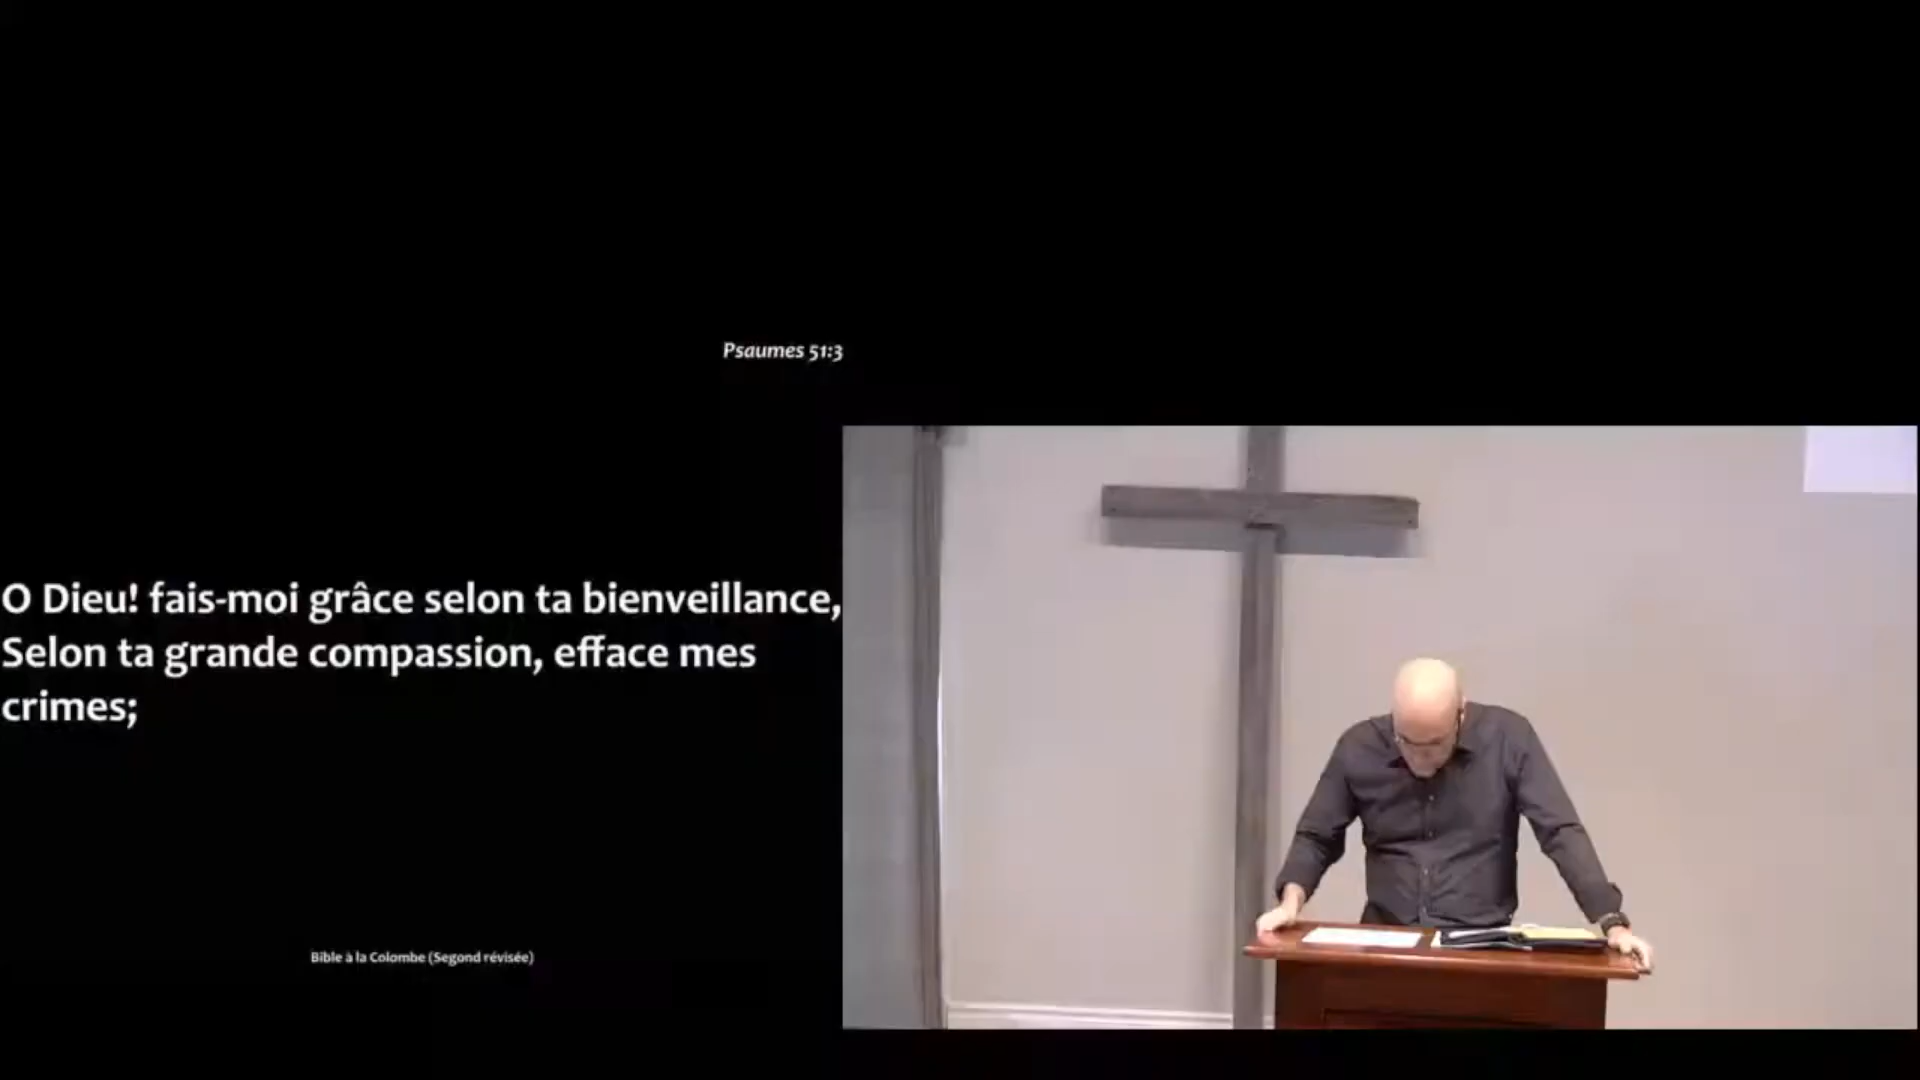 Psaumes 51:3
O Dieu! fais-moi grâce selon ta bienveillance,
Selon ta grande compassion, efface mes
crimes;
Bible à la Colombe (Segond révisée)